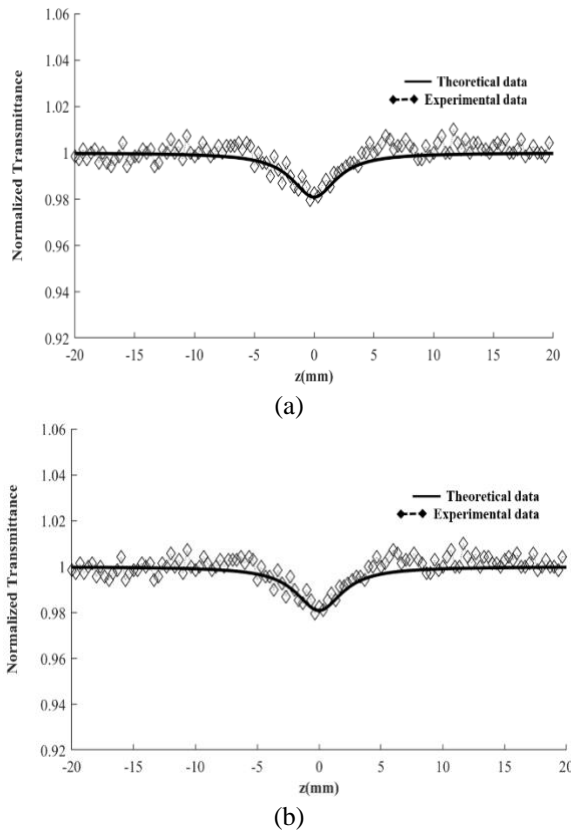 1.06
1.04
1.02
1
0.98
0.96
0.94
0.92
Normalized Transmittance
Theoretical data
Experimental data
-20 -15 -10 -5 0 5 10 15 20
z(mm)
(a)
1.06
1.04
1.02
1
0.98
0.96
0.94
0.92
Normalized Transmittance
Theoretical data
Experimental data
-20 -15 -10 -5 0 5 10 15 20
z(mm)
(b)